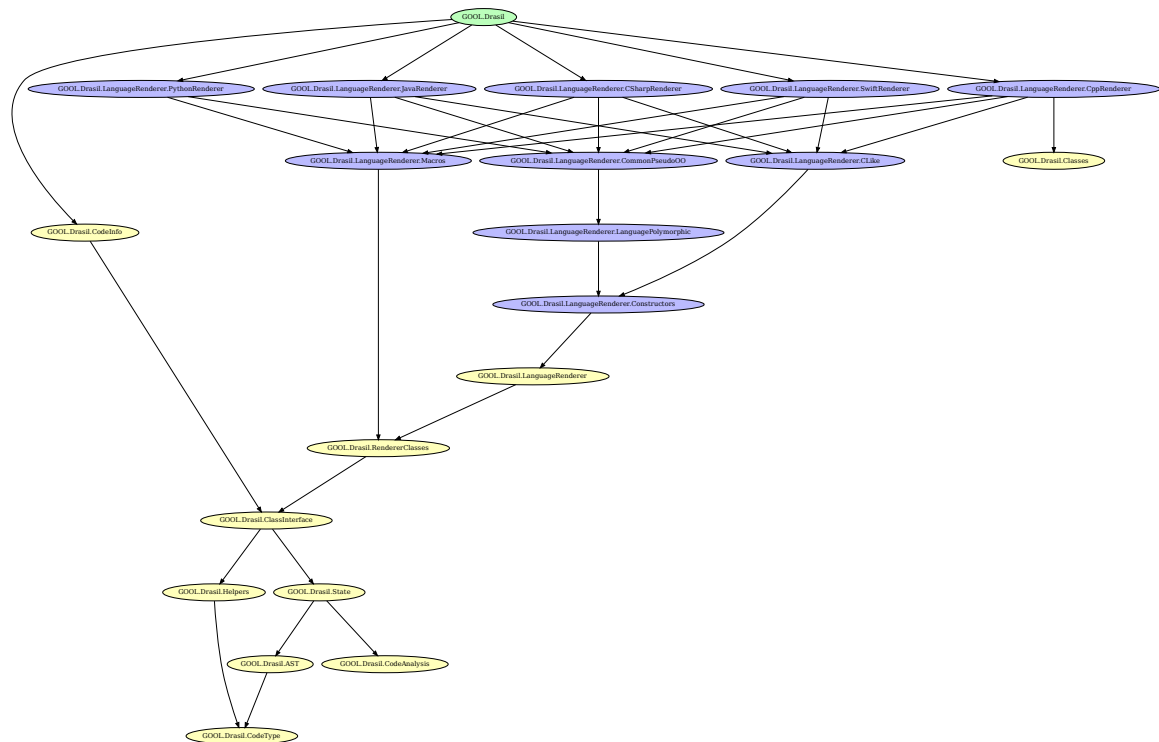 GOOL.Drasil
GOOL.Drasil.LanguageRenderer.PythonRenderer
GOOL.Drasil.LanguageRenderer.JavaRenderer
GOOL.Drasil.LanguageRenderer.CSharpRenderer
GOOL.Drasil.LanguageRenderer.SwiftRenderer
GOOL.Drasil.LanguageRenderer.CppRenderer
GOOL.Drasil.LanguageRenderer.Macros
GOOL.Drasil.LanguageRenderer.CommonPseudoOO
GOOL.Drasil.LanguageRenderer.CLike
GOOL.Drasil.Classes
GOOL.Drasil.CodeInfo
GOOL.Drasil.LanguageRenderer.LanguagePolymorphic
GOOL.Drasil.LanguageRenderer.Constructors
GOOL.Drasil.LanguageRenderer
GOOL.Drasil.RendererClasses
GOOL.Drasil.ClassInterface
GOOL.Drasil.Helpers
GOOL.Drasil.State
GOOL.Drasil.AST
GOOL.Drasil.CodeAnalysis
GOOL.Drasil.CodeType